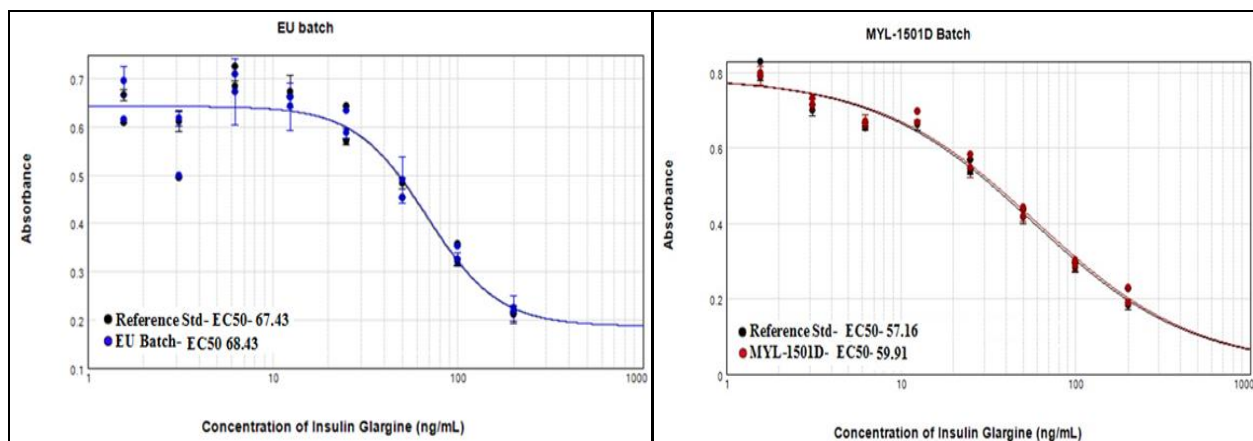 EU batch
Absorbance
0.7
0.6
0.5
0.4
0.3
0.2
0.1
Reference Std- EC50- 67.43
EU Batch- EC50 68.43
1
10
100
1000
Concentration of Insulin Glargine (ng/mL)
MYL-1501D Batch
Absorbance
0.8
0.6
0.4
0.2
0
Reference Std- EC50- 57.16
MYL-1501D- EC50- 59.91
1
10
100
1000
Concentration of Insulin Glargine (ng/mL)